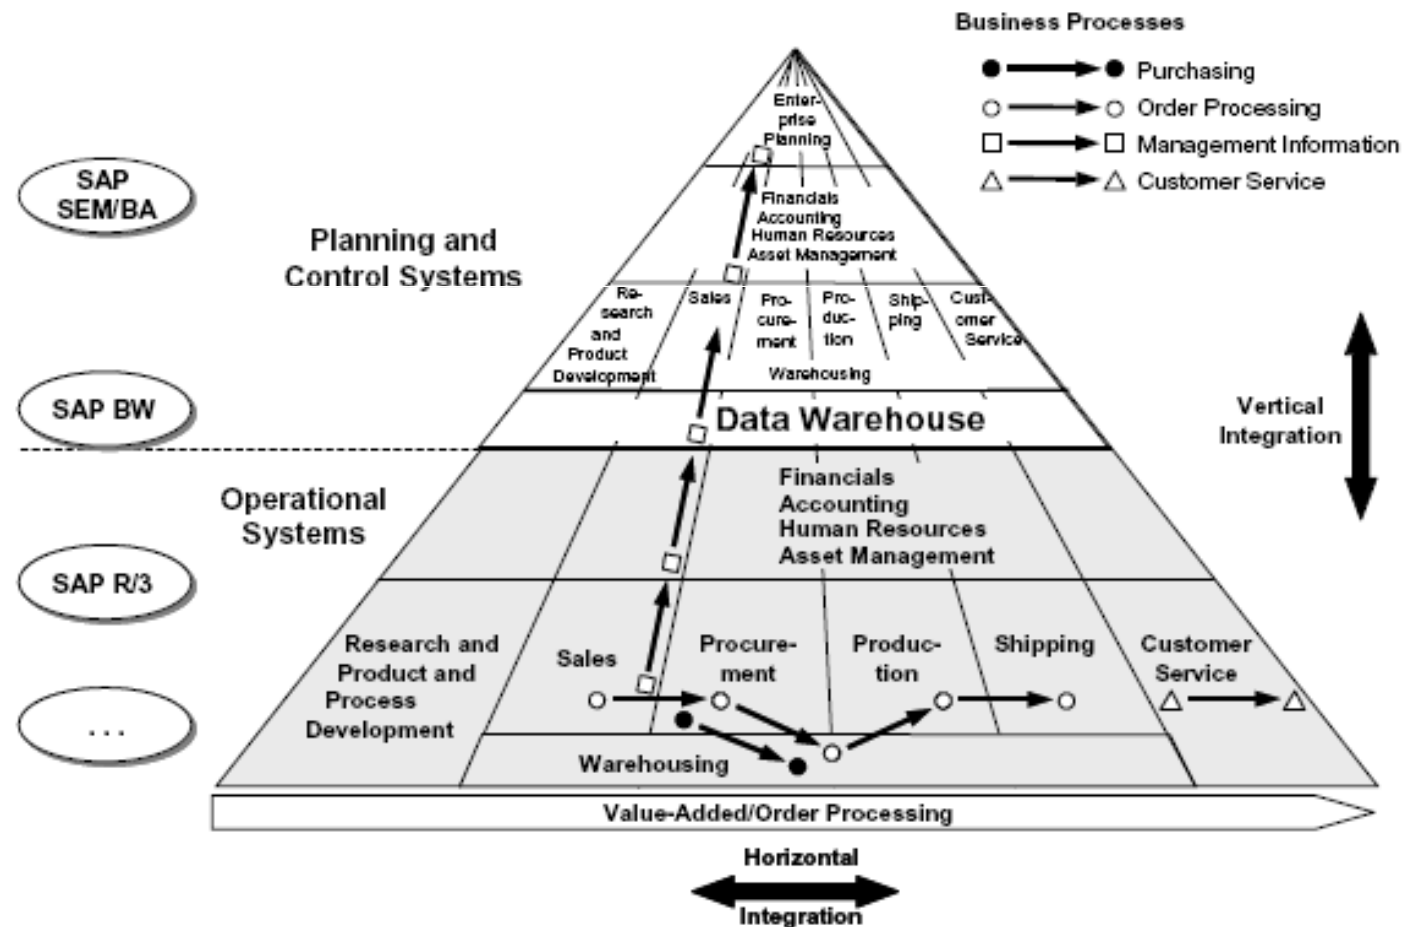 Business Processes
Purchasing
Order Processing
Management Information
Customer Service
Enter-
prise
Planning
SAP
SEM/BA
Planning and
Control Systems
Financials
Accounting
Human Resources
Asset Management
Re-
search
and
Product
Development
Sales
Pro-
cure-
ment
Pro-
duc-
tion
Ship-
ping
Cust-
omer
Service
Warehousing
SAP BW
Data Warehouse
Vertical
Integration
Operational
Systems
Financials
Accounting
Human Resources
Asset Management
SAP R/3
Research and
Product and
Process
Development
Sales
Procure-
ment
Produc-
tion
Shipping
Customer
Service
. . .
Warehousing
Value-Added/Order Processing
Horizontal
Integration